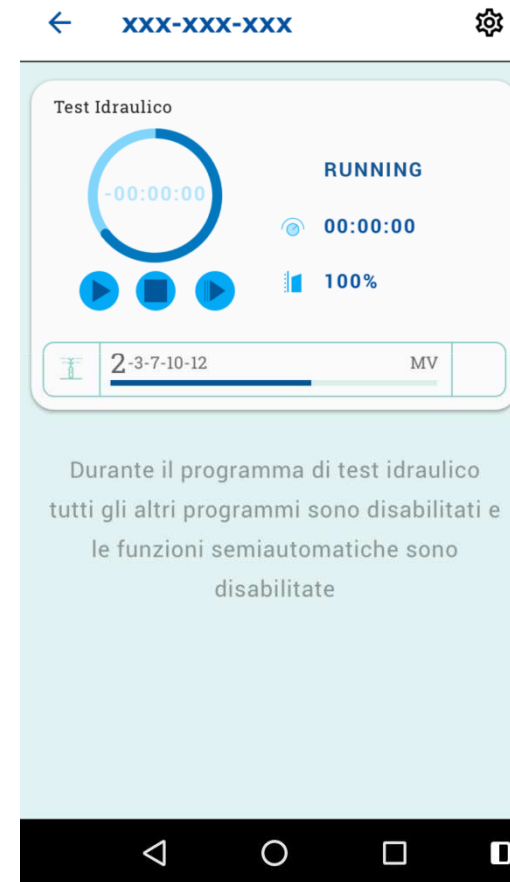 xxx-xxx-xxx
Test Idraulico
-00:00:00
RUNNING
00:00:00
100%
2-3-7-10-12 MV
Durante il programma di test idraulico
tutti gli altri programmi sono disabilitati e
le funzioni semiautomatiche sono
disabilitate